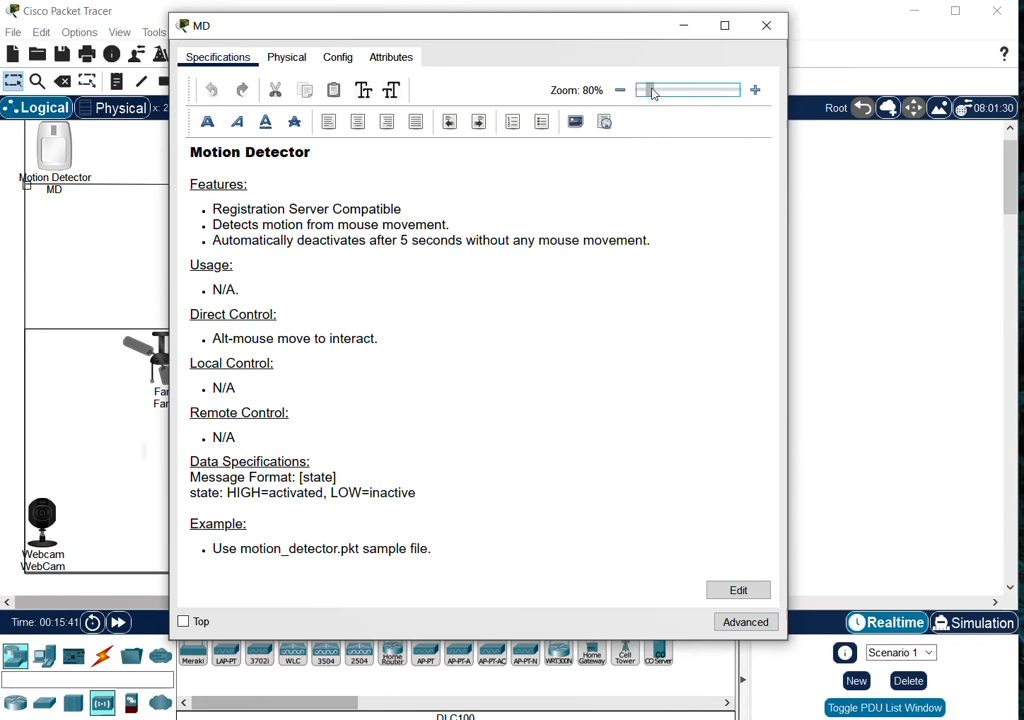 Cisco Packet Tracer
MD
File Edit Options View Tools
Specifications Physical Config Attributes
Zoom: 80%
Logical Physical x: 2
Root 08:01:30
Motion Detector
MD
Motion Detector
Features:
Registration Server Compatible
Detects motion from mouse movement.
Automatically deactivates after 5 seconds without any mouse movement.
Usage:
N/A.
Direct Control:
Alt-mouse move to interact.
Local Control:
N/A
Remote Control:
N/A
Data Specifications:
Message Format: [state]
state: HIGH=activated, LOW=inactive
Example:
Use motion_detector.pkt sample file.
Fan
Fan
Webcam
WebCam
Edit
Top
Advanced
Time: 00:15:41
Realtime Simulation
Meraki LAP-PT 3702i WLC 3504 2504 Home Router AP-PT AP-PT-A AP-PT-AC AP-PT-N WRT300N Home Gateway Cell Tower CO Server
Scenario 1
New Delete
Toggle PDU List Window
DLC100